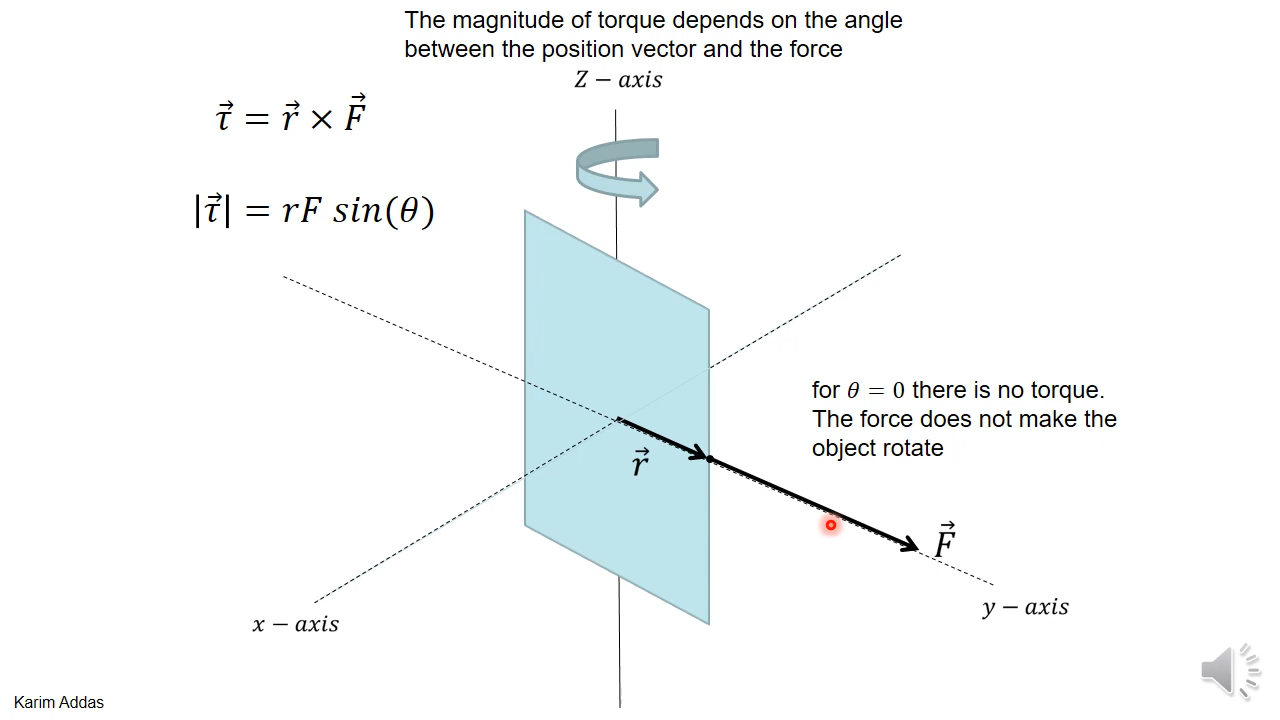 The magnitude of torque depends on the angle
between the position vector and the force
Z − axis
τ⃗ = r⃗ × F⃗
|τ⃗| = rF sin(θ)
for θ = 0 there is no torque.
The force does not make the
object rotate
r⃗
F⃗
y − axis
x − axis
Karim Addas